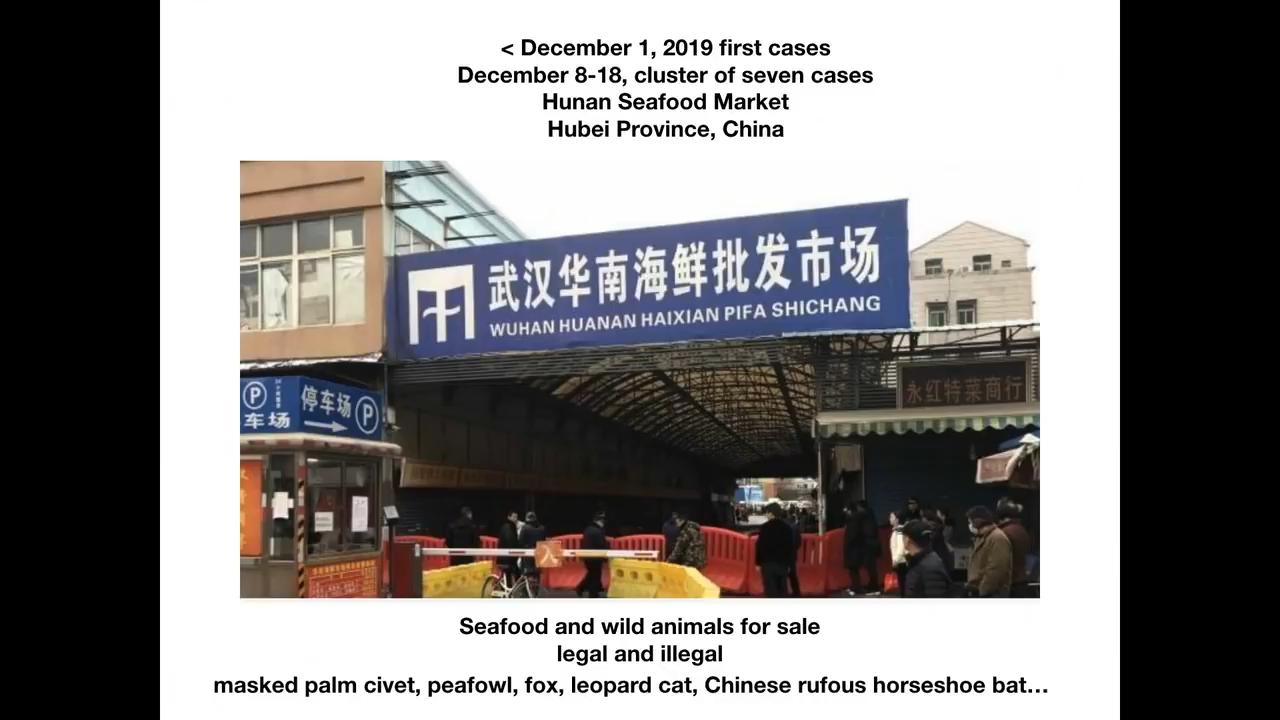 < December 1, 2019 first cases
December 8-18, cluster of seven cases
Hunan Seafood Market
Hubei Province, China
武汉华南海鲜批发市场
WUHAN HUANAN HAIXIAN PIFA SHICHANG
永红特莱商行
P
停车场
P
车场
入
Seafood and wild animals for sale
legal and illegal
masked palm civet, peafowl, fox, leopard cat, Chinese rufous horseshoe bat…